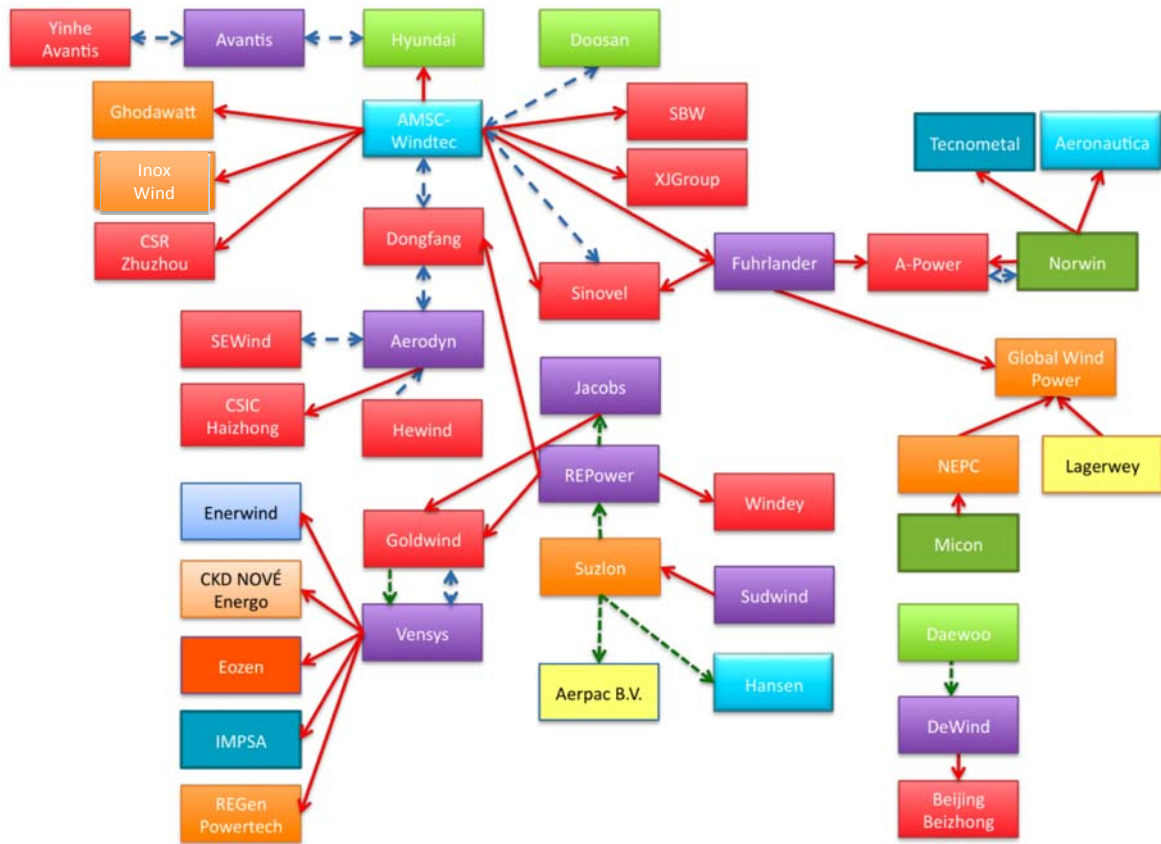 Yinhe
Avantis
Avantis
Hyundai
Doosan
Ghodawatt
AMSC-
Windtec
SBW
Tecnometal
Aeronautica
Inox
Wind
XJGroup
CSR
Zhuzhou
Dongfang
Fuhrlander
A-Power
Norwin
Sinovel
SEWind
Aerodyn
Global Wind
Power
Jacobs
CSIC
Haizhong
Hewind
NEPC
Lagerwey
REPower
Windey
Enerwind
Goldwind
Micon
Suzlon
CKD NOVÉ
Energo
Sudwind
Vensys
Daewoo
Eozen
Aerpac B.V.
Hansen
IMPSA
DeWind
REGen
Powertech
Beijing
Beizhong